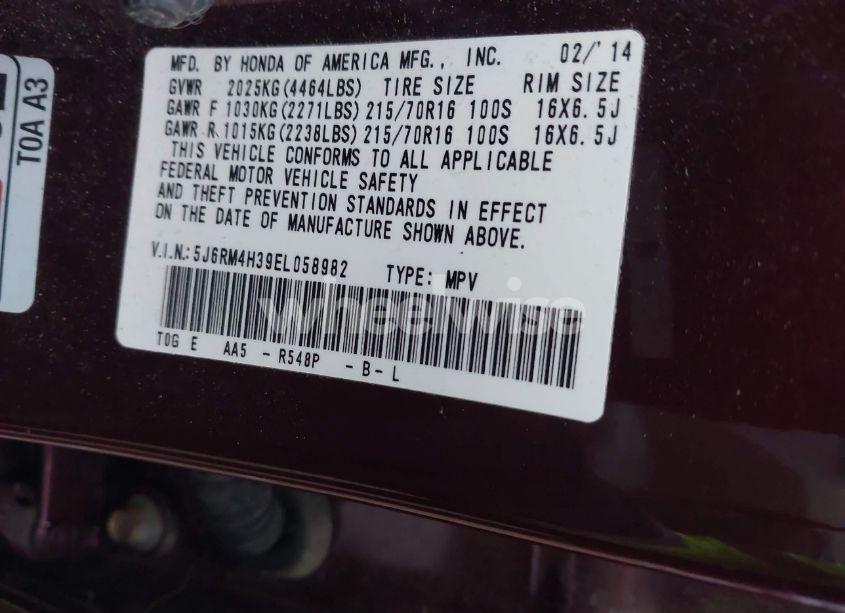 MFD. BY HONDA OF AMERICA MFG., INC. 02/'14
GVWR 2025KG(4464LBS) TIRE SIZE RIM SIZE
GAWR F 1030KG(2271LBS) 215/70R16 100S 16X6.5J
GAWR R 1015KG(2238LBS) 215/70R16 100S 16X6.5J
THIS VEHICLE CONFORMS TO ALL APPLICABLE
FEDERAL MOTOR VEHICLE SAFETY
AND THEFT PREVENTION STANDARDS IN EFFECT
ON THE DATE OF MANUFACTURE SHOWN ABOVE.
V.I.N.: 5J6RM4H39EL058982 TYPE: MPV
wheelwise
T0G E AA5 - R548P - B - L
T0A A3